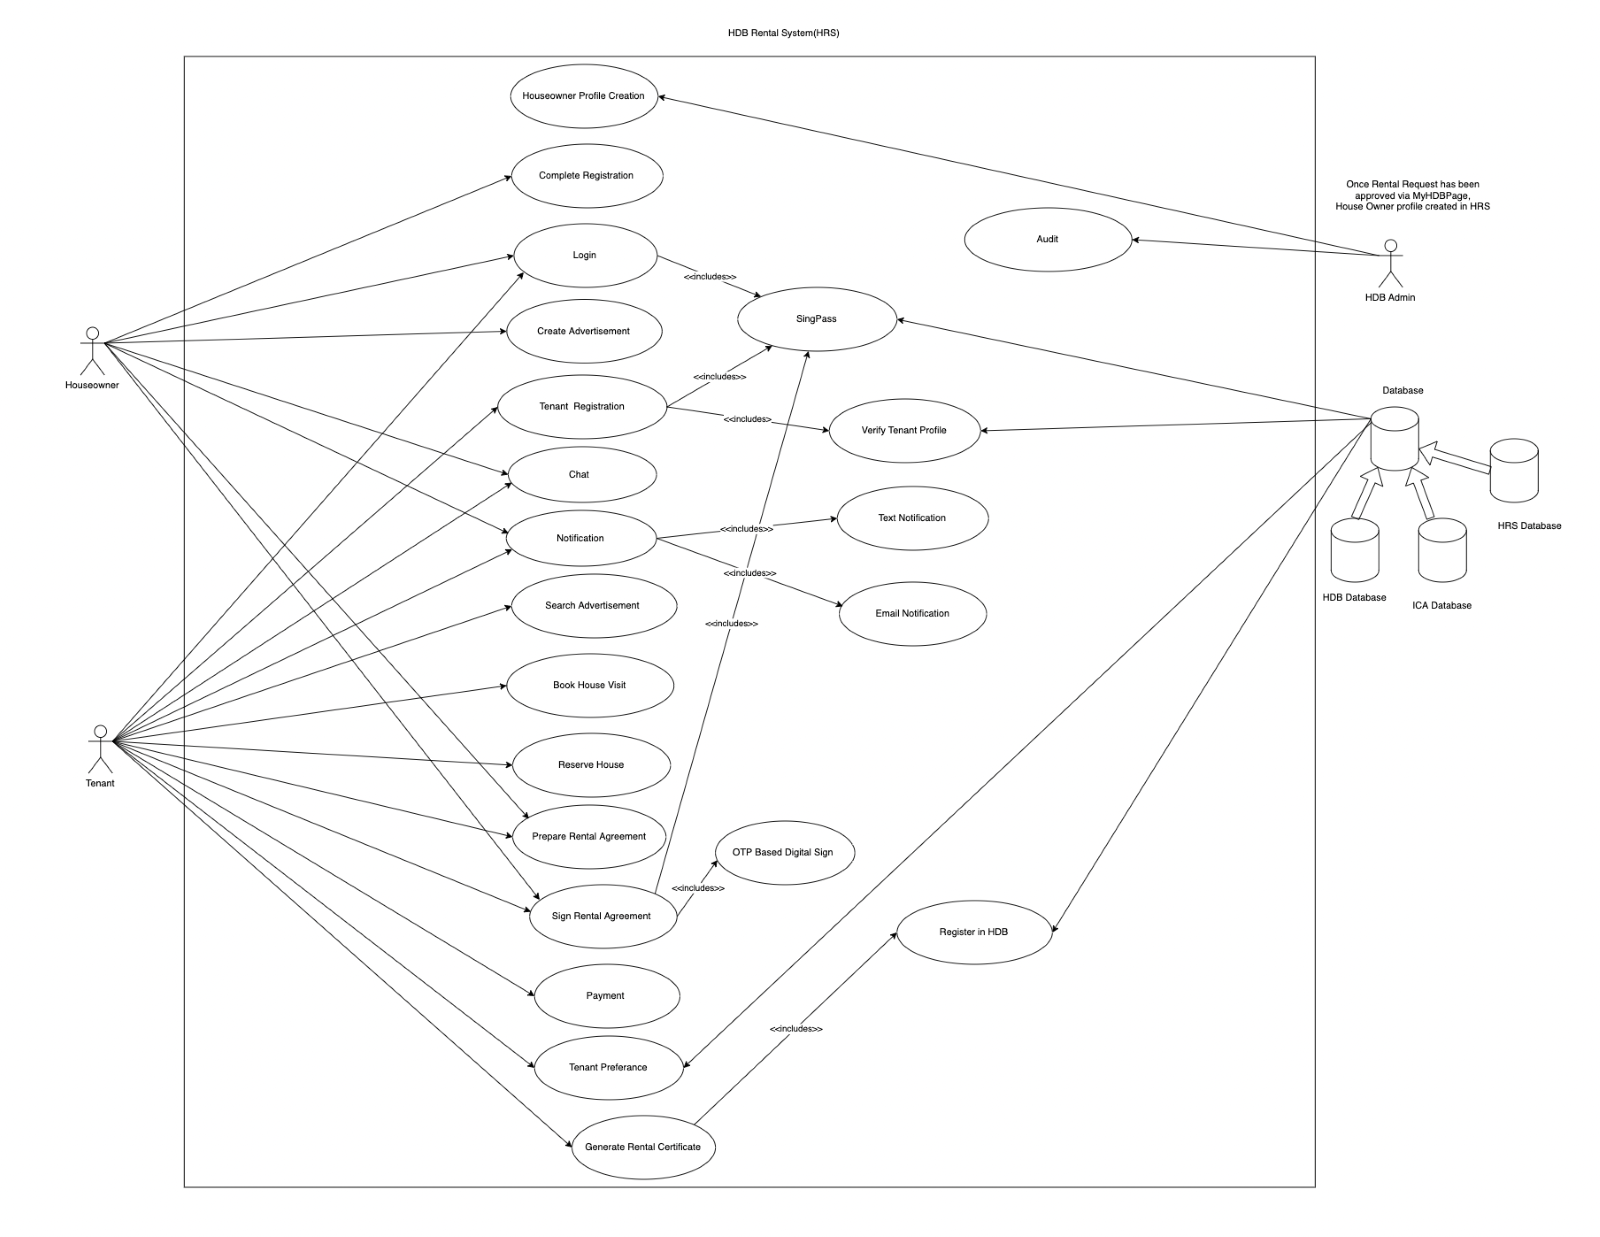 HDB Rental System(HRS)
Houseowner Profile Creation
Complete Registration
Once Rental Request has been
approved via MyHDBPage,
House Owner profile created in HRS
Audit
Login
<<includes>>
HDB Admin
SingPass
Create Advertisement
Houseowner
<<includes>>
Database
Tenant  Registration
<<includes>
Verify Tenant Profile
Chat
Text Notification
HRS Database
<<includes>>
Notification
<<includes>>
HDB Database
ICA Database
Search Advertisement
Email Notification
<<includes>>
Book House Visit
Reserve House
Tenant
Prepare Rental Agreement
OTP Based Digital Sign
<<includes>>
Sign Rental Agreement
Register in HDB
Payment
<<includes>>
Tenant Preferance
Generate Rental Certificate